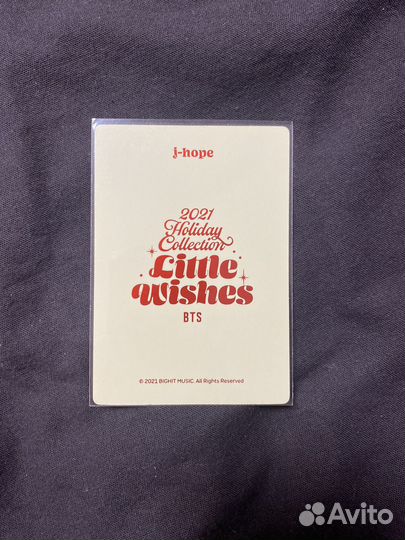 j-hope
2021
Holiday
Collection
Little
Wishes
BTS
© 2021 BIGHIT MUSIC. All Rights Reserved
Avito